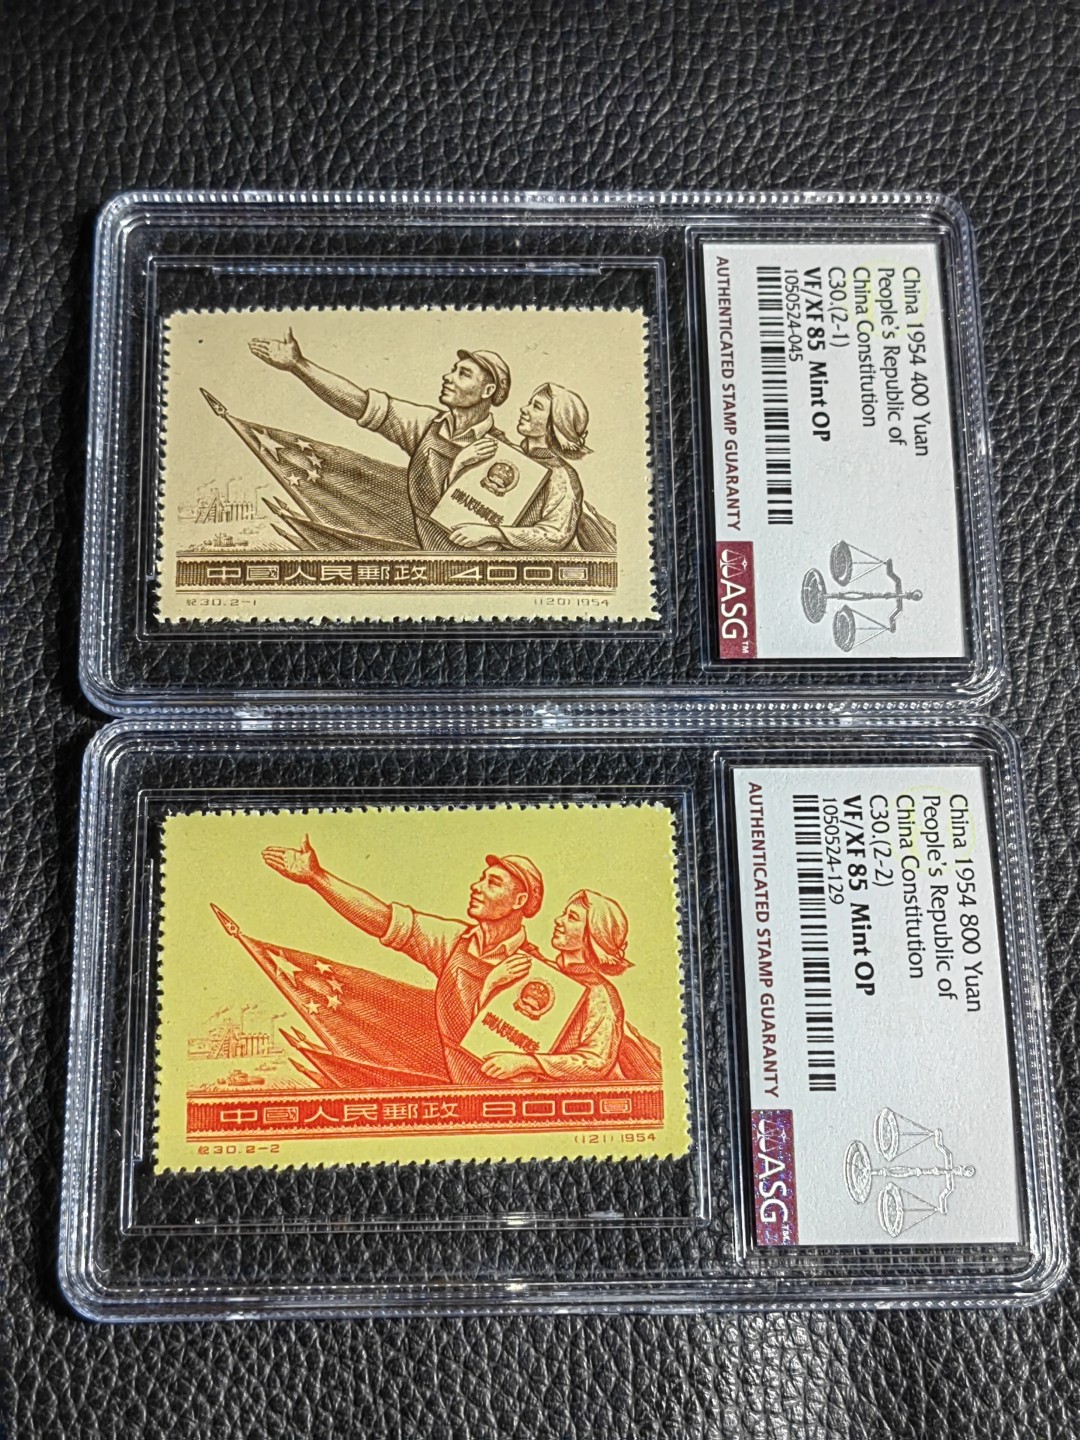 中國人民郵政 400圓
紀30.2-1
(120)1954
China 1954 400 Yuan
People's Republic of
China Constitution
C30.(2-1)
VF/XF 85 Mint OP
1050524-045
AUTHENTICATED STAMP GUARANTY
ASG™
中國人民郵政 800圓
紀30.2-2
(121)1954
China 1954 800 Yuan
People's Republic of
China Constitution
C30.(2-2)
VF/XF 85 Mint OP
1050524-129
AUTHENTICATED STAMP GUARANTY
ASG™